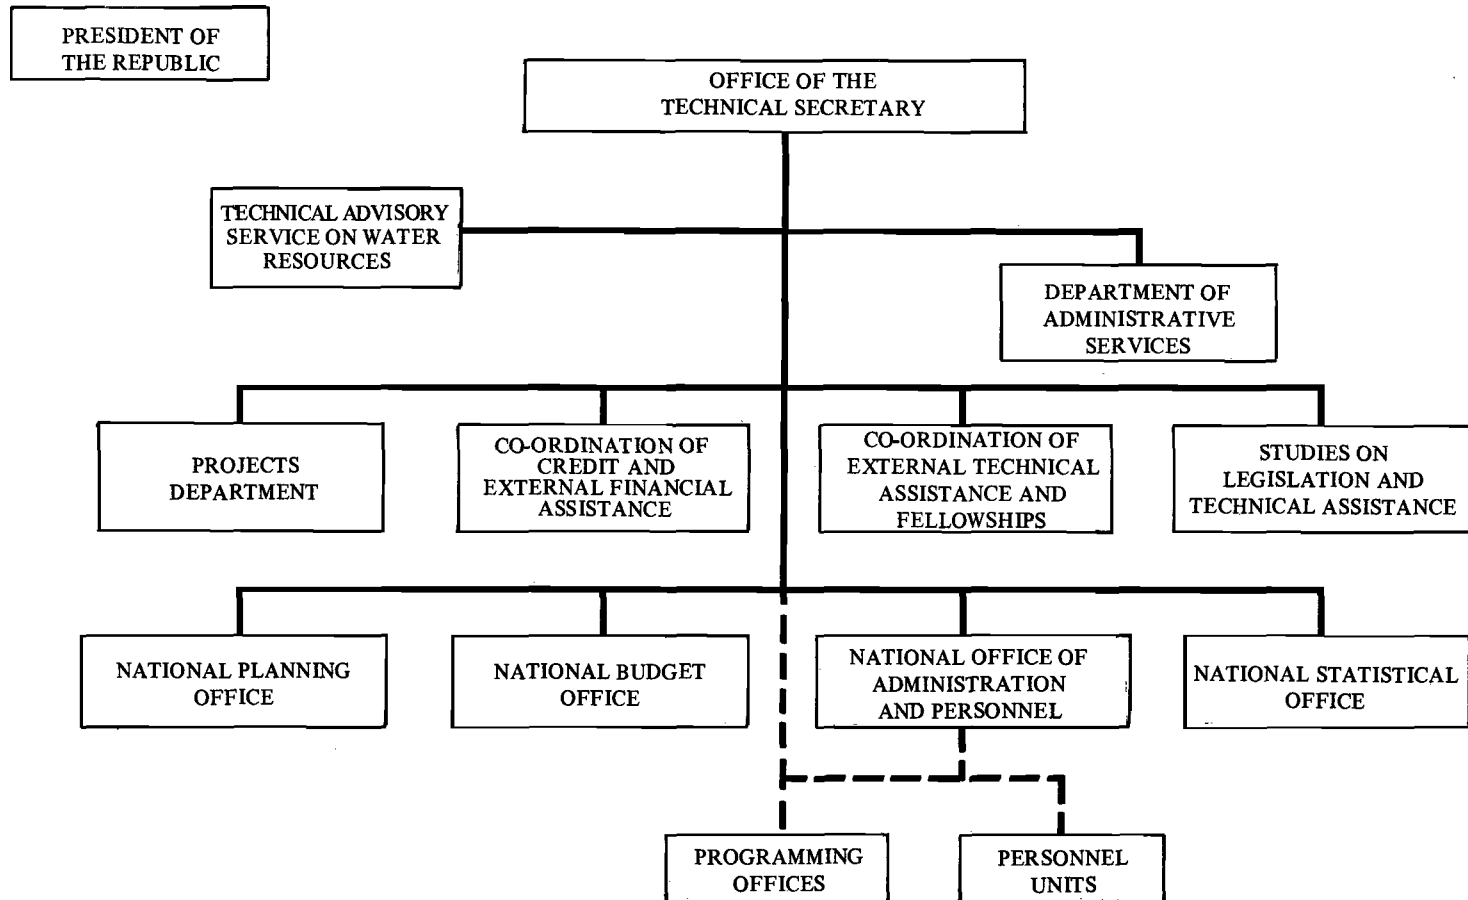 PRESIDENT OF
THE REPUBLIC
OFFICE OF THE
TECHNICAL SECRETARY
TECHNICAL ADVISORY
SERVICE ON WATER
RESOURCES
DEPARTMENT OF
ADMINISTRATIVE
SERVICES
PROJECTS
DEPARTMENT
CO-ORDINATION OF
CREDIT AND
EXTERNAL FINANCIAL
ASSISTANCE
CO-ORDINATION OF
EXTERNAL TECHNICAL
ASSISTANCE AND
FELLOWSHIPS
STUDIES ON
LEGISLATION AND
TECHNICAL ASSISTANCE
NATIONAL PLANNING
OFFICE
NATIONAL BUDGET
OFFICE
NATIONAL OFFICE OF
ADMINISTRATION
AND PERSONNEL
NATIONAL STATISTICAL
OFFICE
PROGRAMMING
OFFICES
PERSONNEL
UNITS